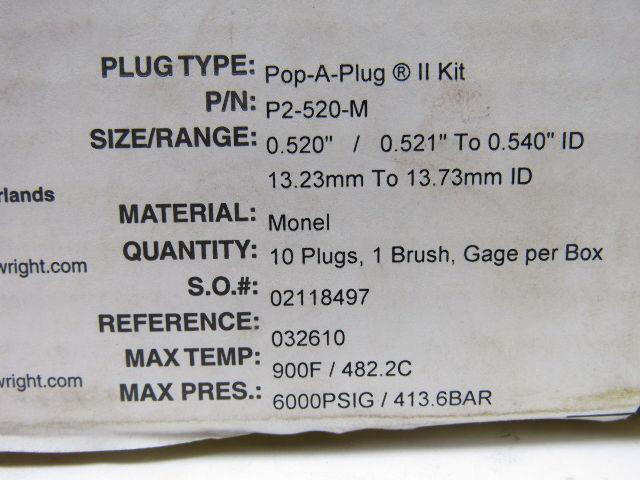 PLUG TYPE: Pop-A-Plug ® II Kit
P/N: P2-520-M
SIZE/RANGE: 0.520" / 0.521" To 0.540" ID
13.23mm To 13.73mm ID
rlands
MATERIAL: Monel
QUANTITY: 10 Plugs, 1 Brush, Gage per Box
wright.com
S.O.#: 02118497
REFERENCE: 032610
MAX TEMP: 900F / 482.2C
wright.com
MAX PRES.: 6000PSIG / 413.6BAR